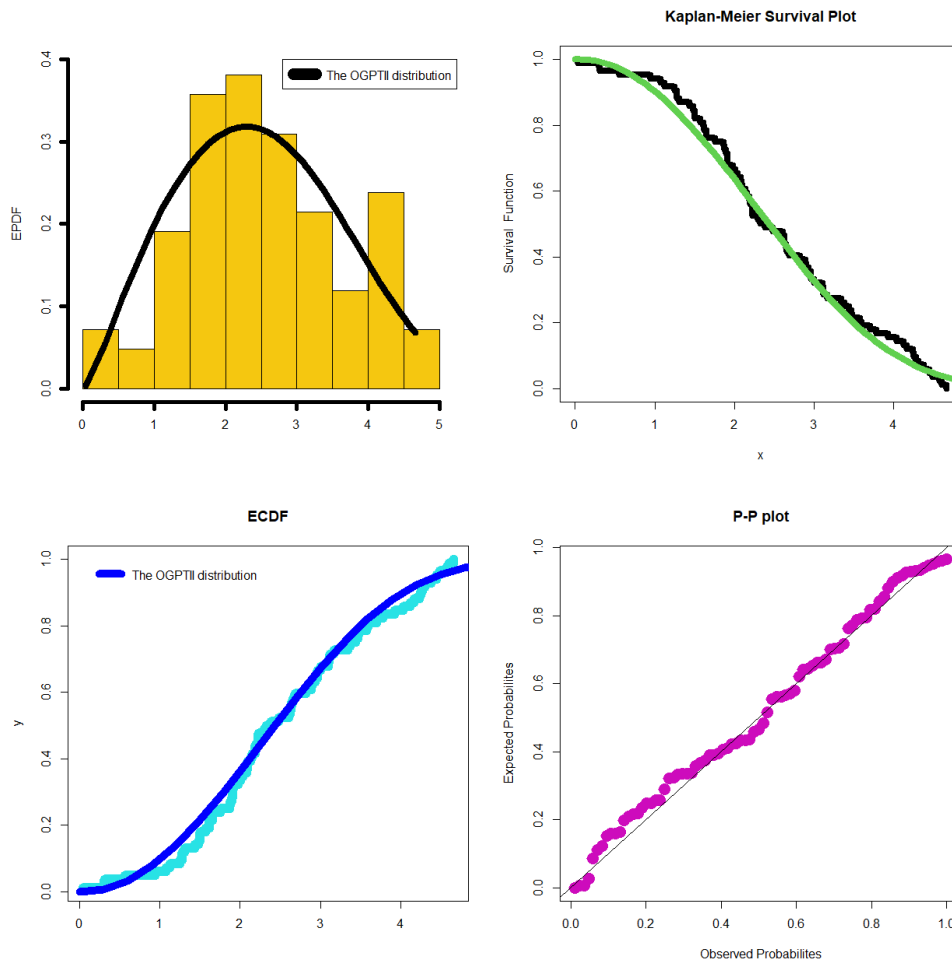 The OGPTII distribution
EPDF
0.0 0.1 0.2 0.3 0.4
0 1 2 3 4 5
Kaplan-Meier Survival Plot
Survival Function
0.0 0.2 0.4 0.6 0.8 1.0
0 1 2 3 4
x
ECDF
The OGPTII distribution
y
0.0 0.2 0.4 0.6 0.8 1.0
0 1 2 3 4
P-P plot
Expected Probabilites
0.0 0.2 0.4 0.6 0.8 1.0
0.0 0.2 0.4 0.6 0.8 1.0
Observed Probabilites